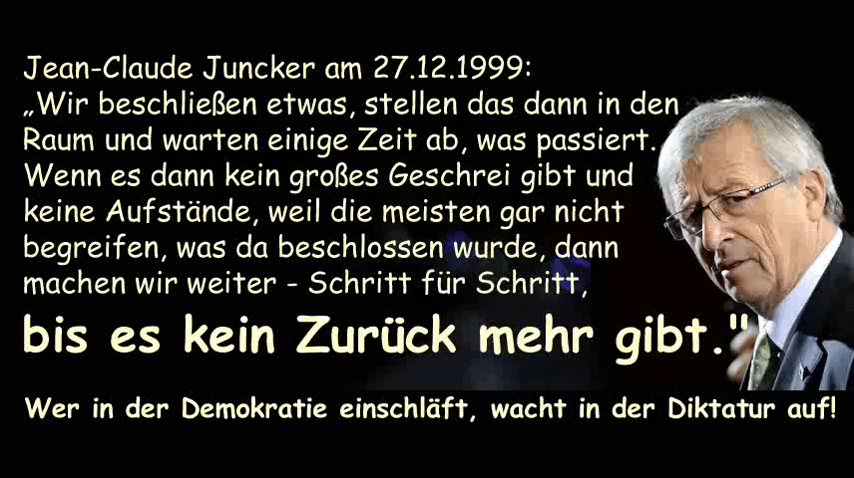 Jean-Claude Juncker am 27.12.1999:
„Wir beschließen etwas, stellen das dann in den
Raum und warten einige Zeit ab, was passiert.
Wenn es dann kein großes Geschrei gibt und
keine Aufstände, weil die meisten gar nicht
begreifen, was da beschlossen wurde, dann
machen wir weiter - Schritt für Schritt,
bis es kein Zurück mehr gibt."
Wer in der Demokratie einschläft, wacht in der Diktatur auf!